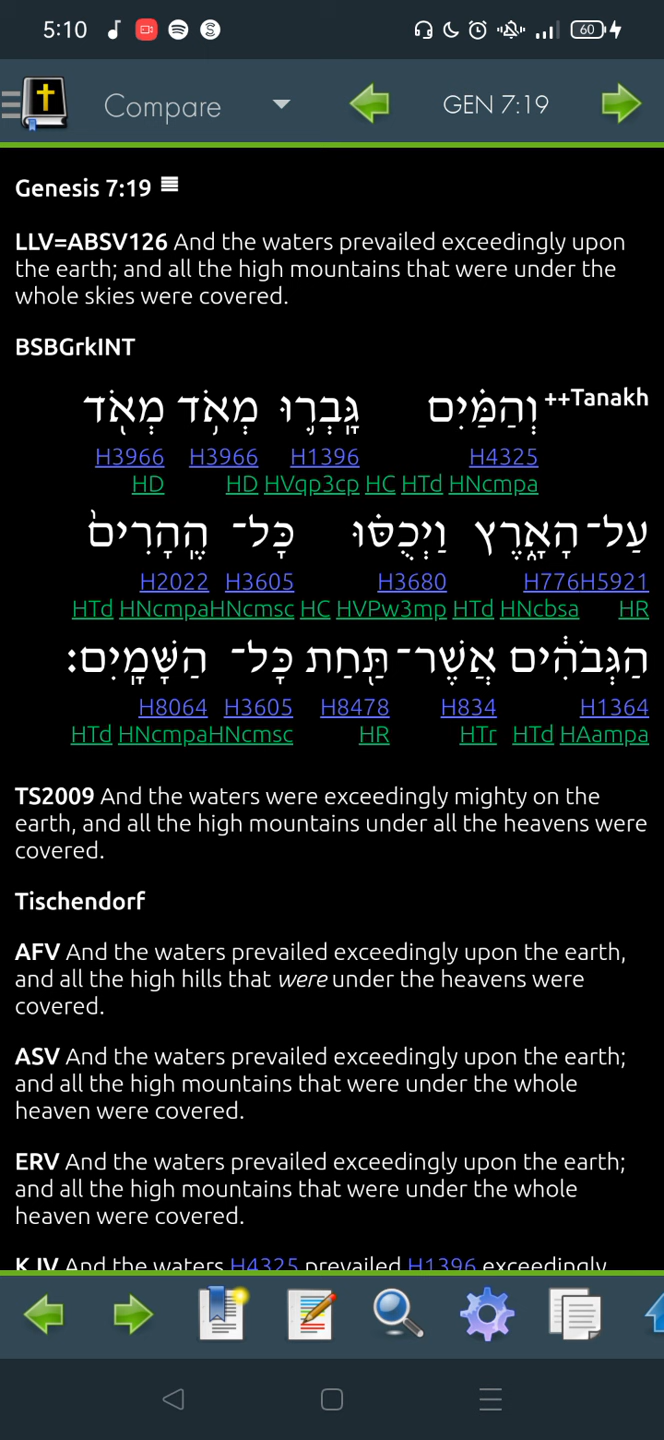 5:10
60
Compare
GEN 7:19
Genesis 7:19
LLV=ABSV126 And the waters prevailed exceedingly upon
the earth; and all the high mountains that were under the
whole skies were covered.
BSBGrkINT
++Tanakh וְהַמַּ֗יִם גָּֽבְר֛וּ מְאֹ֥ד מְאֹ֖ד
H3966 H3966 H1396 H4325
HD HD HVqp3cp HC HTd HNcmpa
עַל־הָאָ֑רֶץ וַיְכֻסּ֗וּ כָּל־ הֶֽהָרִים֙
H2022 H3605 H3680 H776H5921
HTd HNcmpaHNcmsc HC HVPw3mp HTd HNcbsa HR
הַגְּבֹהִ֔ים אֲשֶׁר־תַּ֖חַת כָּל־ הַשָּׁמָֽיִם׃
H8064 H3605 H8478 H834 H1364
HTd HNcmpaHNcmsc HR HTr HTd HAampa
TS2009 And the waters were exceedingly mighty on the
earth, and all the high mountains under all the heavens were
covered.
Tischendorf
AFV And the waters prevailed exceedingly upon the earth,
and all the high hills that were under the heavens were
covered.
ASV And the waters prevailed exceedingly upon the earth;
and all the high mountains that were under the whole
heaven were covered.
ERV And the waters prevailed exceedingly upon the earth;
and all the high mountains that were under the whole
heaven were covered.
KJV And the waters H4325 prevailed H1396 exceedingly